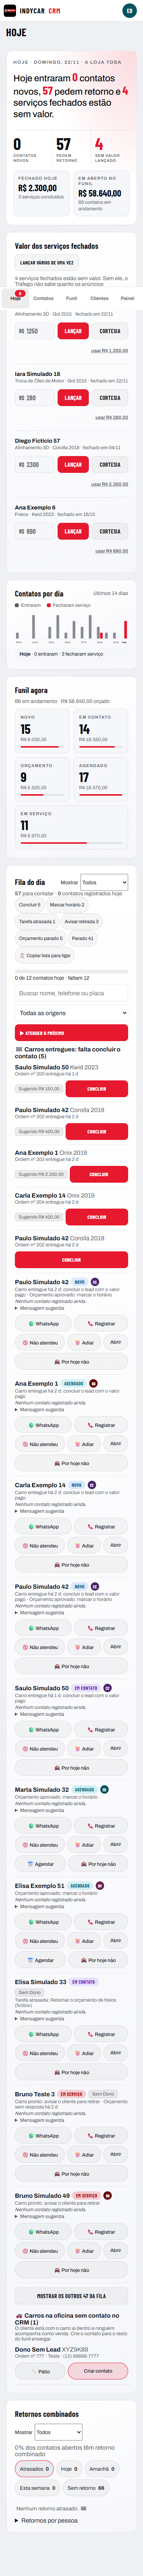 INDYCAR CRM
HOJE
HOJE · DOMINGO, 22/11 · A LOJA TODA
Hoje entraram 0 contatos novos, 57 pedem retorno e 4 serviços fechados estão sem valor.
0
CONTATOS NOVOS
57
PEDEM RETORNO
4
SEM VALOR LANÇADO
FECHADO HOJE
R$ 2.300,00
3 serviços concluídos
EM ABERTO NO FUNIL
R$ 58.640,00
66 contatos em andamento
Valor dos serviços fechados
LANÇAR VÁRIOS DE UMA VEZ
4 serviços fechados estão sem valor. Sem ele, o Tráfego não sabe quanto os anúncios
Hoje
Contatos
Funil
Clientes
Painel
Alinhamento 3D · Gol 2015 · fechado em 22/11
R$ 1250
LANÇAR
CORTESIA
usar R$ 1.250,00
Iara Simulado 18
Troca de Óleo de Motor · Gol 2015 · fechado em 22/11
R$ 280
LANÇAR
CORTESIA
usar R$ 280,00
Diego Fictício 57
Alinhamento 3D · Corolla 2018 · fechado em 04/11
R$ 2300
LANÇAR
CORTESIA
usar R$ 2.300,00
Ana Exemplo 6
Freios · Kwid 2023 · fechado em 16/10
R$ 690
LANÇAR
CORTESIA
usar R$ 690,00
Contatos por dia
últimos 14 dias
Entraram
Fecharam serviço
Hoje · 0 entraram · 3 fecharam serviço
Funil agora
66 em andamento · R$ 58.640,00 orçado
NOVO
15
EM CONTATO
14
ORÇAMENTO
9
R$ 5.520,00
AGENDADO
17
EM SERVIÇO
11
Fila do dia
Mostrar
Todos
57 para contatar · 0 contatos registrados hoje
Concluir 5
Marcar horário 2
Tarefa atrasada 1
Avisar retirada 3
Orçamento parado 5
Parado 41
Copiar lista para ligar
0 de 12 contatos hoje · faltam 12
Buscar nome, telefone ou placa
Todas as origens
▶ ATENDER O PRÓXIMO
Carros entregues: falta concluir o contato (5)
Saulo Simulado 50 Kwid 2023
Ordem nº 200 entregue há 1 d
Sugerido R$ 150,00
CONCLUIR
Paulo Simulado 42 Corolla 2018
Ordem nº 202 entregue há 2 d
Sugerido R$ 420,00
CONCLUIR
Ana Exemplo 1 Onix 2019
Ordem nº 203 entregue há 2 d
Sugerido R$ 2.300,00
CONCLUIR
Carla Exemplo 14 Onix 2019
Ordem nº 204 entregue há 2 d
Sugerido R$ 420,00
CONCLUIR
Paulo Simulado 42 Corolla 2018
Ordem nº 202 entregue há 2 d
CONCLUIR
Paulo Simulado 42 NOVO
Carro entregue há 2 d: concluir o lead com o valor pago · Orçamento aprovado: marcar o horário
Nenhum contato registrado ainda.
▶ Mensagem sugerida
WhatsApp
Registrar
Não atendeu
Adiar
Abrir
Por hoje não
Ana Exemplo 1 AGENDADO
Carro entregue há 2 d: concluir o lead com o valor pago
Nenhum contato registrado ainda.
▶ Mensagem sugerida
WhatsApp
Registrar
Não atendeu
Adiar
Abrir
Por hoje não
Carla Exemplo 14 NOVO
Carro entregue há 2 d: concluir o lead com o valor pago
Nenhum contato registrado ainda.
▶ Mensagem sugerida
WhatsApp
Registrar
Não atendeu
Adiar
Abrir
Por hoje não
Paulo Simulado 42 NOVO
Carro entregue há 2 d: concluir o lead com o valor pago · Orçamento aprovado: marcar o horário
Nenhum contato registrado ainda.
▶ Mensagem sugerida
WhatsApp
Registrar
Não atendeu
Adiar
Abrir
Por hoje não
Saulo Simulado 50 EM CONTATO
Carro entregue há 1 d: concluir o lead com o valor pago
Nenhum contato registrado ainda.
▶ Mensagem sugerida
WhatsApp
Registrar
Não atendeu
Adiar
Abrir
Por hoje não
Marta Simulado 32 AGENDADO
Orçamento aprovado: marcar o horário
Nenhum contato registrado ainda.
▶ Mensagem sugerida
WhatsApp
Registrar
Não atendeu
Adiar
Abrir
Agendar
Por hoje não
Elisa Exemplo 51 AGENDADO
Orçamento aprovado: marcar o horário
Nenhum contato registrado ainda.
▶ Mensagem sugerida
WhatsApp
Registrar
Não atendeu
Adiar
Abrir
Agendar
Por hoje não
Elisa Simulado 33 EM CONTATO
Sem Dono
Tarefa atrasada: Retornar o orçamento de freios (fictício)
Nenhum contato registrado ainda.
▶ Mensagem sugerida
WhatsApp
Registrar
Não atendeu
Adiar
Abrir
Por hoje não
Bruno Teste 3 EM SERVIÇO Sem Dono
Carro pronto: avisar o cliente para retirar · Orçamento sem resposta há 2 d
Nenhum contato registrado ainda.
▶ Mensagem sugerida
WhatsApp
Registrar
Não atendeu
Adiar
Abrir
Por hoje não
Bruno Simulado 49 EM SERVIÇO
Carro pronto: avisar o cliente para retirar
Nenhum contato registrado ainda.
▶ Mensagem sugerida
WhatsApp
Registrar
Não atendeu
Adiar
Abrir
Por hoje não
MOSTRAR OS OUTROS 47 DA FILA
Carros na oficina sem contato no CRM (1)
O cliente está com o carro aí dentro e ninguém acompanha como venda. Crie o contato para o resto do funil enxergar
Dono Sem Lead XYZ9K88
Ordem nº 777 · Teste · (12) 98888-7777
Pátio
Criar contato
Retornos combinados
Mostrar
Todos
0% dos contatos abertos têm retorno combinado
Atrasados 0
Hoje 0
Amanhã 0
Esta semana 0
Sem retorno 66
Nenhum retorno atrasado.
▶ Retornos por pessoa